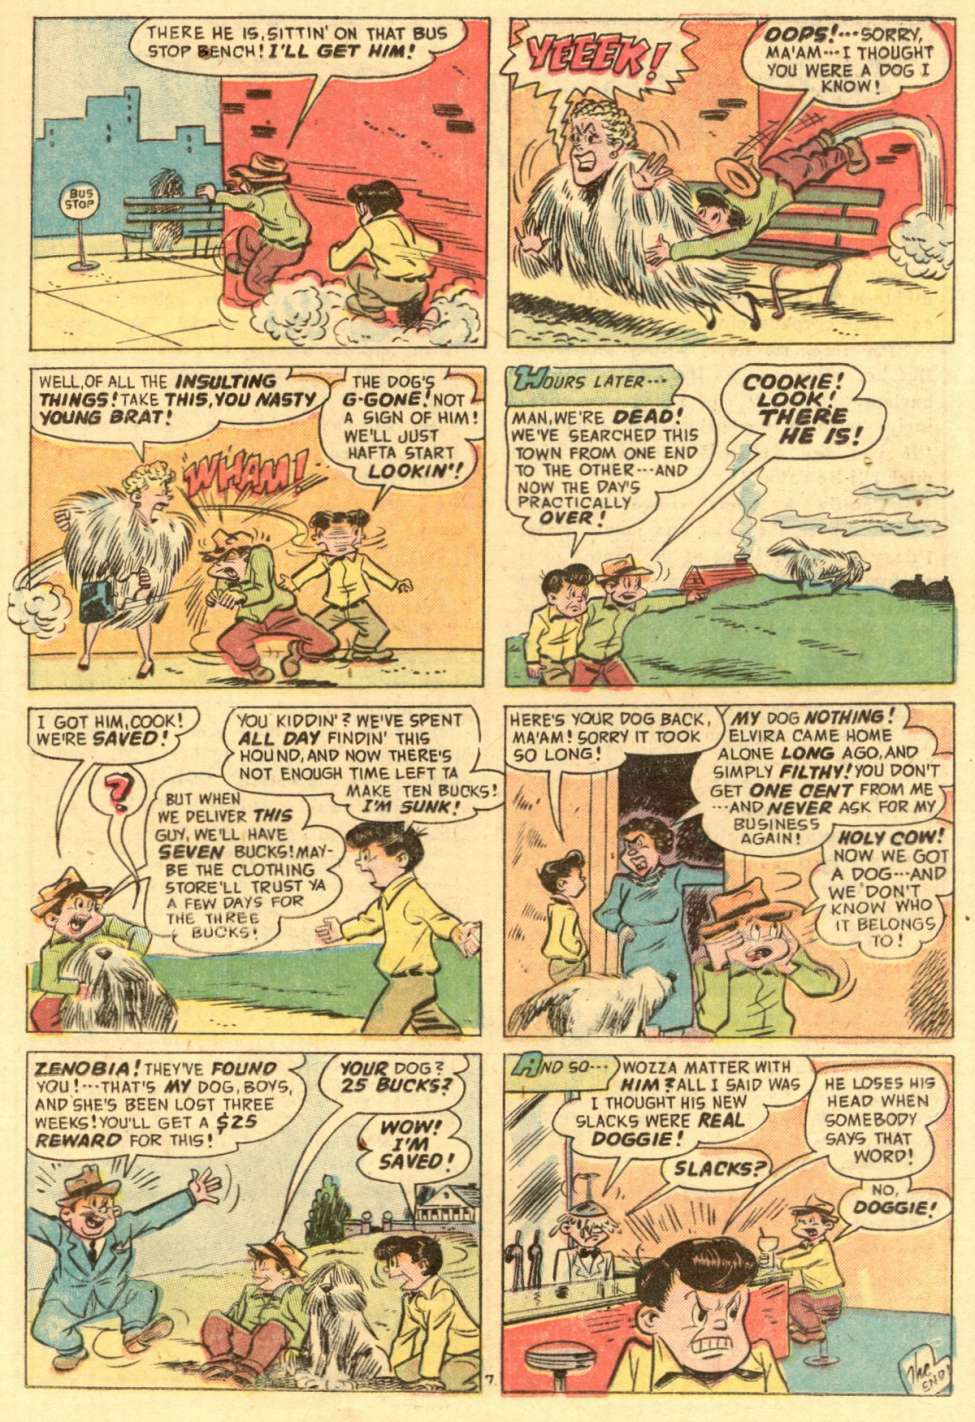 THERE HE IS, SITTIN' ON THAT BUS
STOP BENCH! I'LL GET HIM!
BUS
STOP
YEEEK!
OOPS!···SORRY,
MA'AM···I THOUGHT
YOU WERE A DOG I
KNOW!
WELL, OF ALL THE INSULTING
THINGS! TAKE THIS, YOU NASTY
YOUNG BRAT!
WHAM!
THE DOG'S
G-GONE! NOT
A SIGN OF HIM!
WE'LL JUST
HAFTA START
LOOKIN'!
HOURS LATER···
MAN, WE'RE DEAD!
WE'VE SEARCHED THIS
TOWN FROM ONE END
TO THE OTHER···AND
NOW THE DAY'S
PRACTICALLY
OVER!
COOKIE!
LOOK!
THERE
HE IS!
I GOT HIM, COOK!
WE'RE SAVED!
?
BUT WHEN
WE DELIVER THIS
GUY, WE'LL HAVE
SEVEN BUCKS! MAY-
BE THE CLOTHING
STORE'LL TRUST YA
A FEW DAYS FOR
THE THREE
BUCKS!
YOU KIDDIN'? WE'VE SPENT
ALL DAY FINDIN' THIS
HOUND, AND NOW THERE'S
NOT ENOUGH TIME LEFT TA
MAKE TEN BUCKS!
I'M SUNK!
HERE'S YOUR DOG BACK,
MA'AM! SORRY IT TOOK
SO LONG!
MY DOG NOTHING!
ELVIRA CAME HOME
ALONE LONG AGO, AND
SIMPLY FILTHY! YOU DON'T
GET ONE CENT FROM ME
···AND NEVER ASK FOR MY
BUSINESS
AGAIN!
HOLY COW!
NOW WE GOT
A DOG···AND
WE DON'T
KNOW WHO
IT BELONGS
TO!
ZENOBIA! THEY'VE FOUND
YOU!···THAT'S MY DOG, BOYS,
AND SHE'S BEEN LOST THREE
WEEKS! YOU'LL GET A $25
REWARD FOR THIS!
YOUR DOG?
25 BUCKS?
WOW!
I'M
SAVED!
7
AND SO···
WOZZA MATTER WITH
HIM? ALL I SAID WAS
I THOUGHT HIS NEW
SLACKS WERE REAL
DOGGIE!
SLACKS?
HE LOSES HIS
HEAD WHEN
SOMEBODY
SAYS THAT
WORD!
NO,
DOGGIE!
THE
END